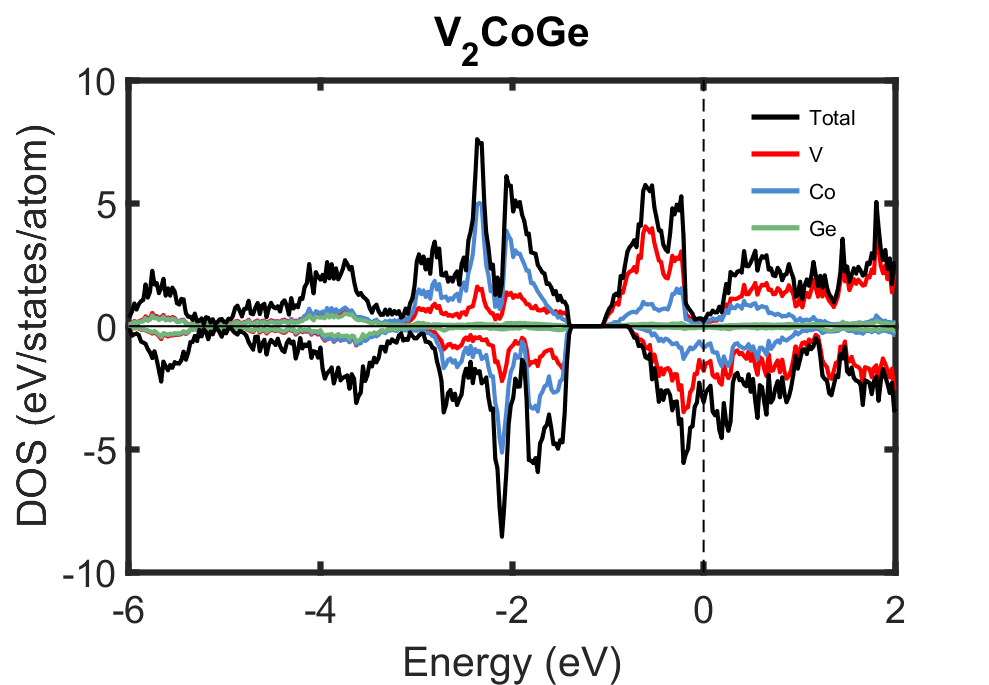 V₂CoGe
DOS (eV/states/atom)
10
5
0
-5
-10
Total
V
Co
Ge
-6 -4 -2 0 2
Energy (eV)